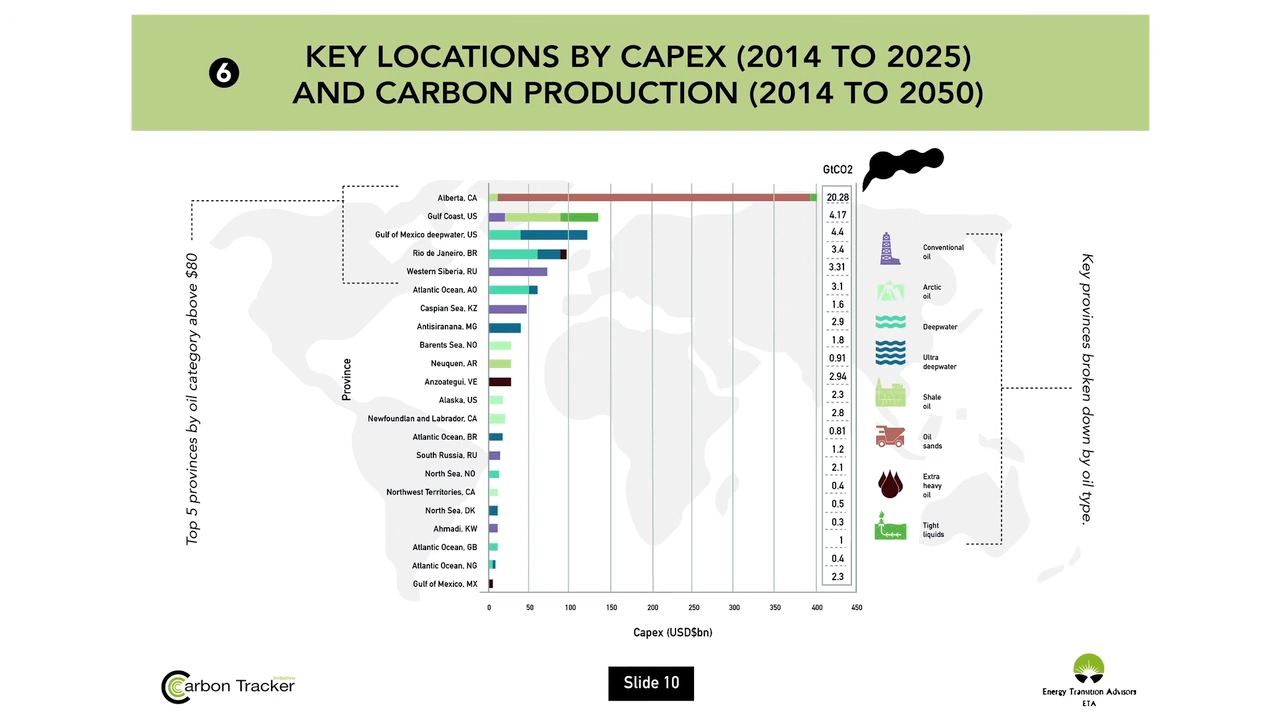 6
KEY LOCATIONS BY CAPEX (2014 TO 2025)
AND CARBON PRODUCTION (2014 TO 2050)
GtCO2
Top 5 provinces by oil category above $80
Province
Alberta, CA 20.28
Gulf Coast, US 4.17
Gulf of Mexico deepwater, US 4.4
Rio de Janeiro, BR 3.4
Western Siberia, RU 3.31
Atlantic Ocean, AO 3.1
Caspian Sea, KZ 1.6
Antisiranana, MG 2.9
Barents Sea, NO 1.8
Neuquen, AR 0.91
Anzoategui, VE 2.94
Alaska, US 2.3
Newfoundlan and Labrador, CA 2.8
Atlantic Ocean, BR 0.81
South Russia, RU 1.2
North Sea, NO 2.1
Northwest Territories, CA 0.4
North Sea, DK 0.5
Ahmadi, KW 0.3
Atlantic Ocean, GB 1
Atlantic Ocean, NG 0.4
Gulf of Mexico, MX 2.3
0 50 100 150 200 250 300 350 400 450
Capex (USD$bn)
Conventional
oil
Arctic
oil
Deepwater
Ultra
deepwater
Shale
oil
Oil
sands
Extra
heavy
oil
Tight
liquids
Key provinces broken down by oil type.
Carbon Tracker
Initiative
Slide 10
Energy Transition Advisors
ETA